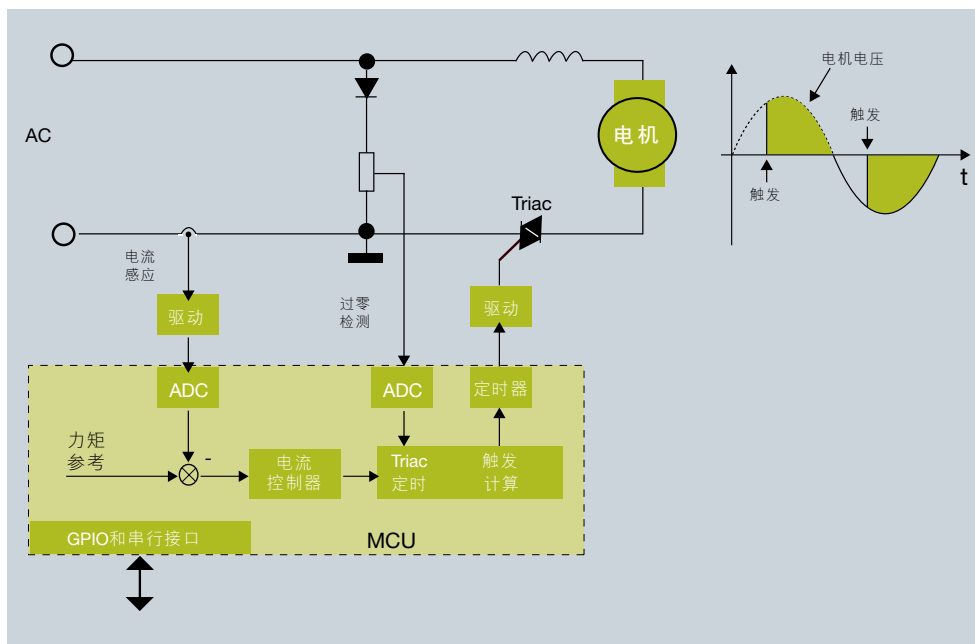 电机电压
触发
AC
电机
t
触发
Triac
电流
感应
过零
检测
驱动
驱动
ADC
ADC
定时器
力矩
参考
-
电流
控制器
Triac
定时
触发
计算
GPIO和串行接口
MCU